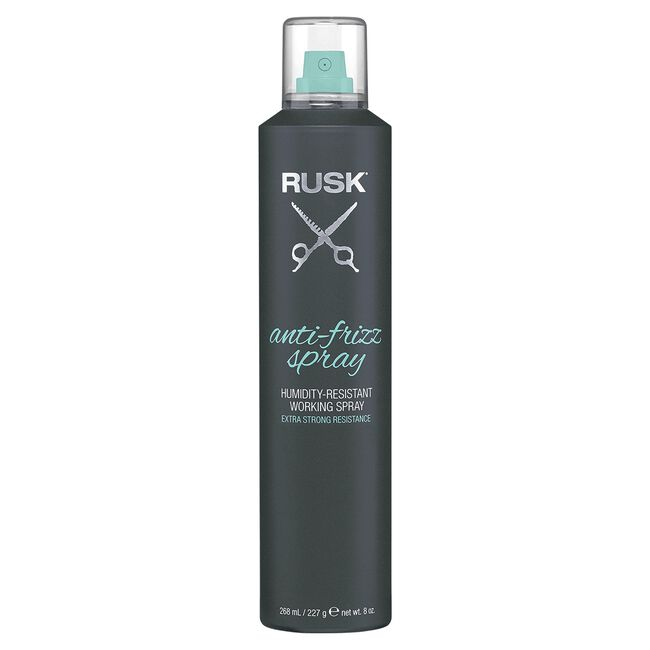 RUSK®
anti-frizz
spray
HUMIDITY-RESISTANT
WORKING SPRAY
EXTRA STRONG RESISTANCE
268 mL / 227 g ℮ net wt. 8 oz.